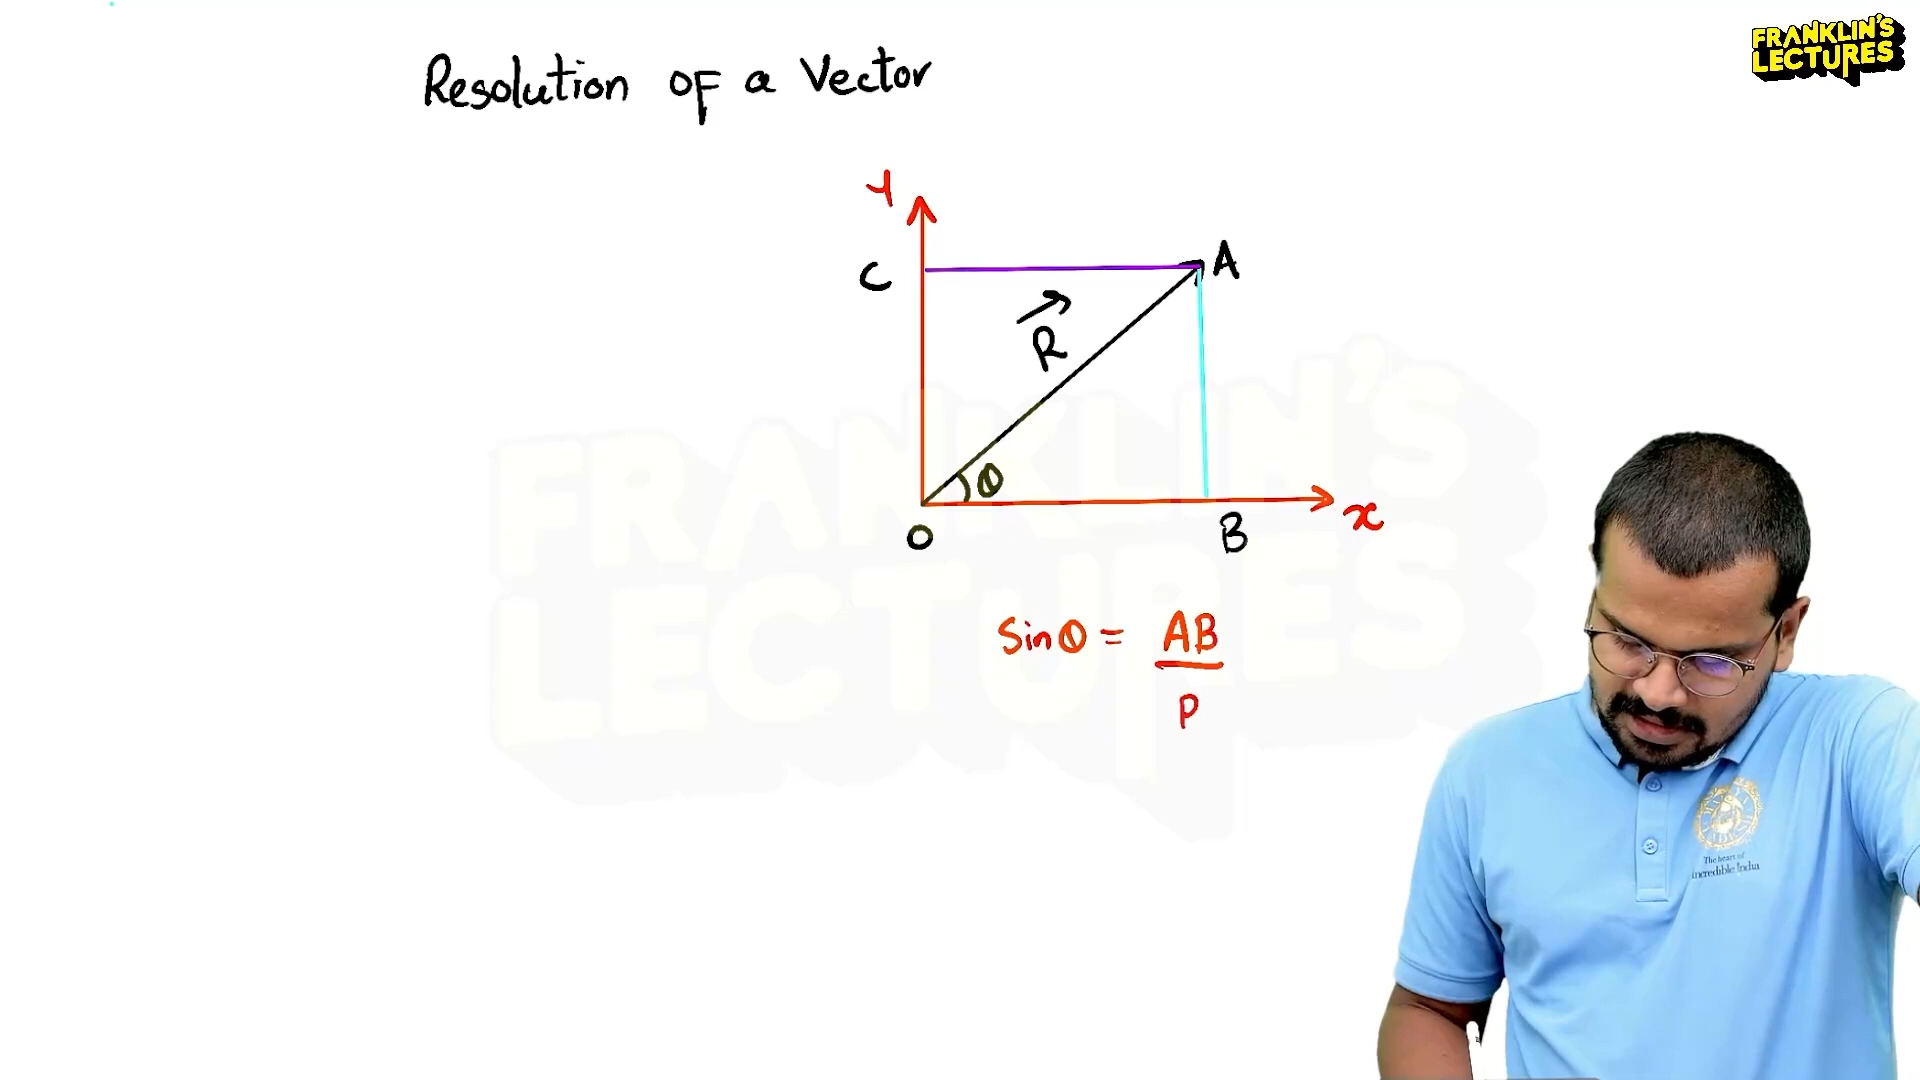 FRANKLIN'S
LECTURES
Resolution of a Vector
Y
C
A
R
θ
O
B
x
FRANKLIN'S
LECTURES
Sinθ = AB
P
The heart of
Incredible India